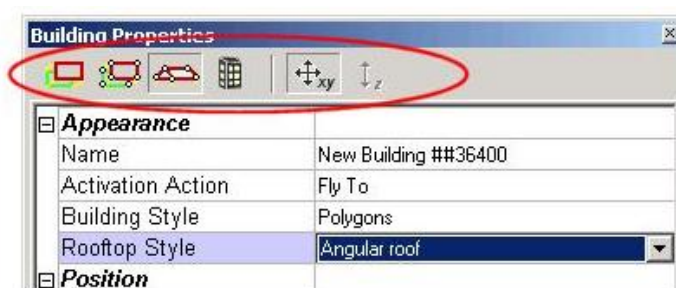 Building Properties
xy z
Appearance
Name New Building ##36400
Activation Action Fly To
Building Style Polygons
Rooftop Style Angular roof
Position